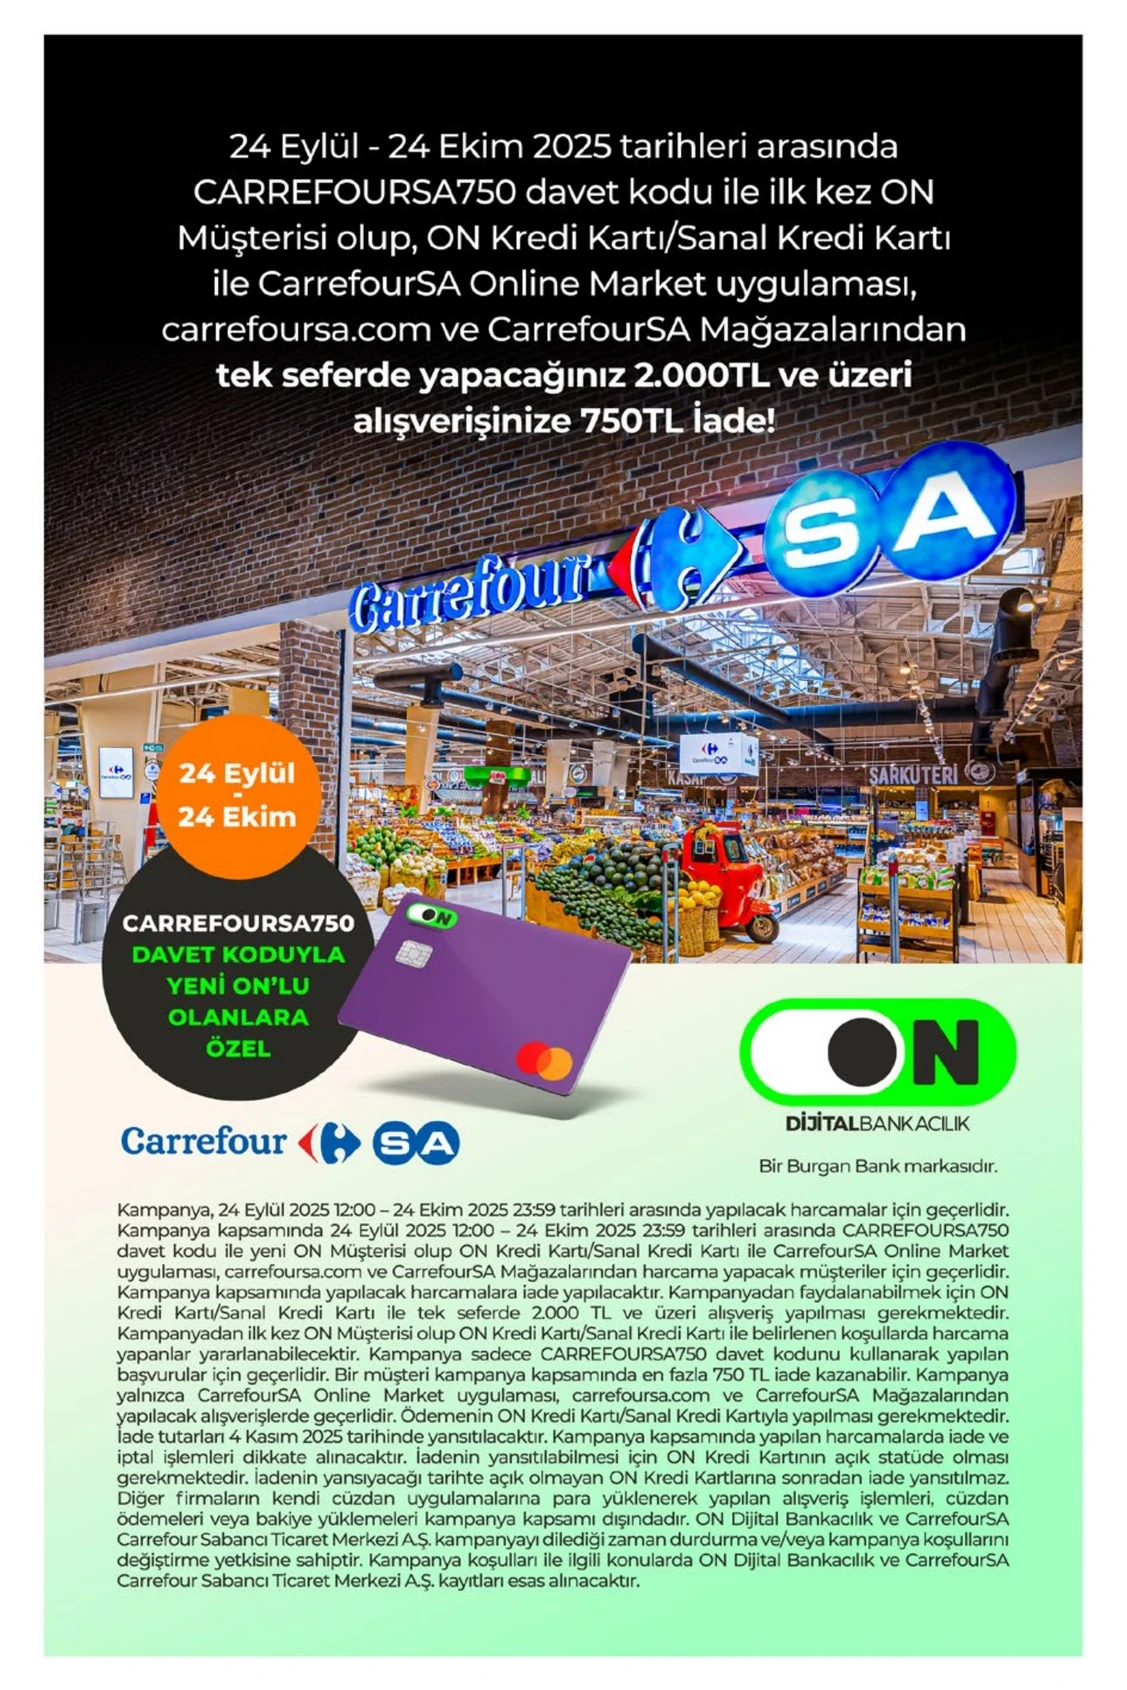 24 Eylül - 24 Ekim 2025 tarihleri arasında
CARREFOURSA750 davet kodu ile ilk kez ON
Müşterisi olup, ON Kredi Kartı/Sanal Kredi Kartı
ile CarrefourSA Online Market uygulaması,
carrefoursa.com ve CarrefourSA Mağazalarından
tek seferde yapacağınız 2.000TL ve üzeri
alışverişinize 750TL İade!
Carrefour SA
KASAP
Carrefour SA
ŞARKÜTERİ
24 Eylül
-
24 Ekim
CARREFOURSA750
DAVET KODUYLA
YENİ ON'LU
OLANLARA
ÖZEL
ON
ON
DİJİTALBANKACILIK
Bir Burgan Bank markasıdır.
Carrefour SA
Kampanya, 24 Eylül 2025 12:00 – 24 Ekim 2025 23:59 tarihleri arasında yapılacak harcamalar için geçerlidir.
Kampanya kapsamında 24 Eylül 2025 12:00 – 24 Ekim 2025 23:59 tarihleri arasında CARREFOURSA750
davet kodu ile yeni ON Müşterisi olup ON Kredi Kartı/Sanal Kredi Kartı ile CarrefourSA Online Market
uygulaması, carrefoursa.com ve CarrefourSA Mağazalarından harcama yapacak müşteriler için geçerlidir.
Kampanya kapsamında yapılacak harcamalara iade yapılacaktır. Kampanyadan faydalanabilmek için ON
Kredi Kartı/Sanal Kredi Kartı ile tek seferde 2.000 TL ve üzeri alışveriş yapılması gerekmektedir.
Kampanyadan ilk kez ON Müşterisi olup ON Kredi Kartı/Sanal Kredi Kartı ile belirlenen koşullarda harcama
yapanlar yararlanabilecektir. Kampanya sadece CARREFOURSA750 davet kodunu kullanarak yapılan
başvurular için geçerlidir. Bir müşteri kampanya kapsamında en fazla 750 TL iade kazanabilir. Kampanya
yalnızca CarrefourSA Online Market uygulaması, carrefoursa.com ve CarrefourSA Mağazalarından
yapılacak alışverişlerde geçerlidir. Ödemenin ON Kredi Kartı/Sanal Kredi Kartıyla yapılması gerekmektedir.
İade tutarları 4 Kasım 2025 tarihinde yansıtılacaktır. Kampanya kapsamında yapılan harcamalarda iade ve
iptal işlemleri dikkate alınacaktır. İadenin yansıtılabilmesi için ON Kredi Kartının açık statüde olması
gerekmektedir. İadenin yansıyacağı tarihte açık olmayan ON Kredi Kartlarına sonradan iade yansıtılmaz.
Diğer firmaların kendi cüzdan uygulamalarına para yüklenerek yapılan alışveriş işlemleri, cüzdan
ödemeleri veya bakiye yüklemeleri kampanya kapsamı dışındadır. ON Dijital Bankacılık ve CarrefourSA
Carrefour Sabancı Ticaret Merkezi A.Ş. kampanyayı dilediği zaman durdurma ve/veya kampanya koşullarını
değiştirme yetkisine sahiptir. Kampanya koşulları ile ilgili konularda ON Dijital Bankacılık ve CarrefourSA
Carrefour Sabancı Ticaret Merkezi A.Ş. kayıtları esas alınacaktır.